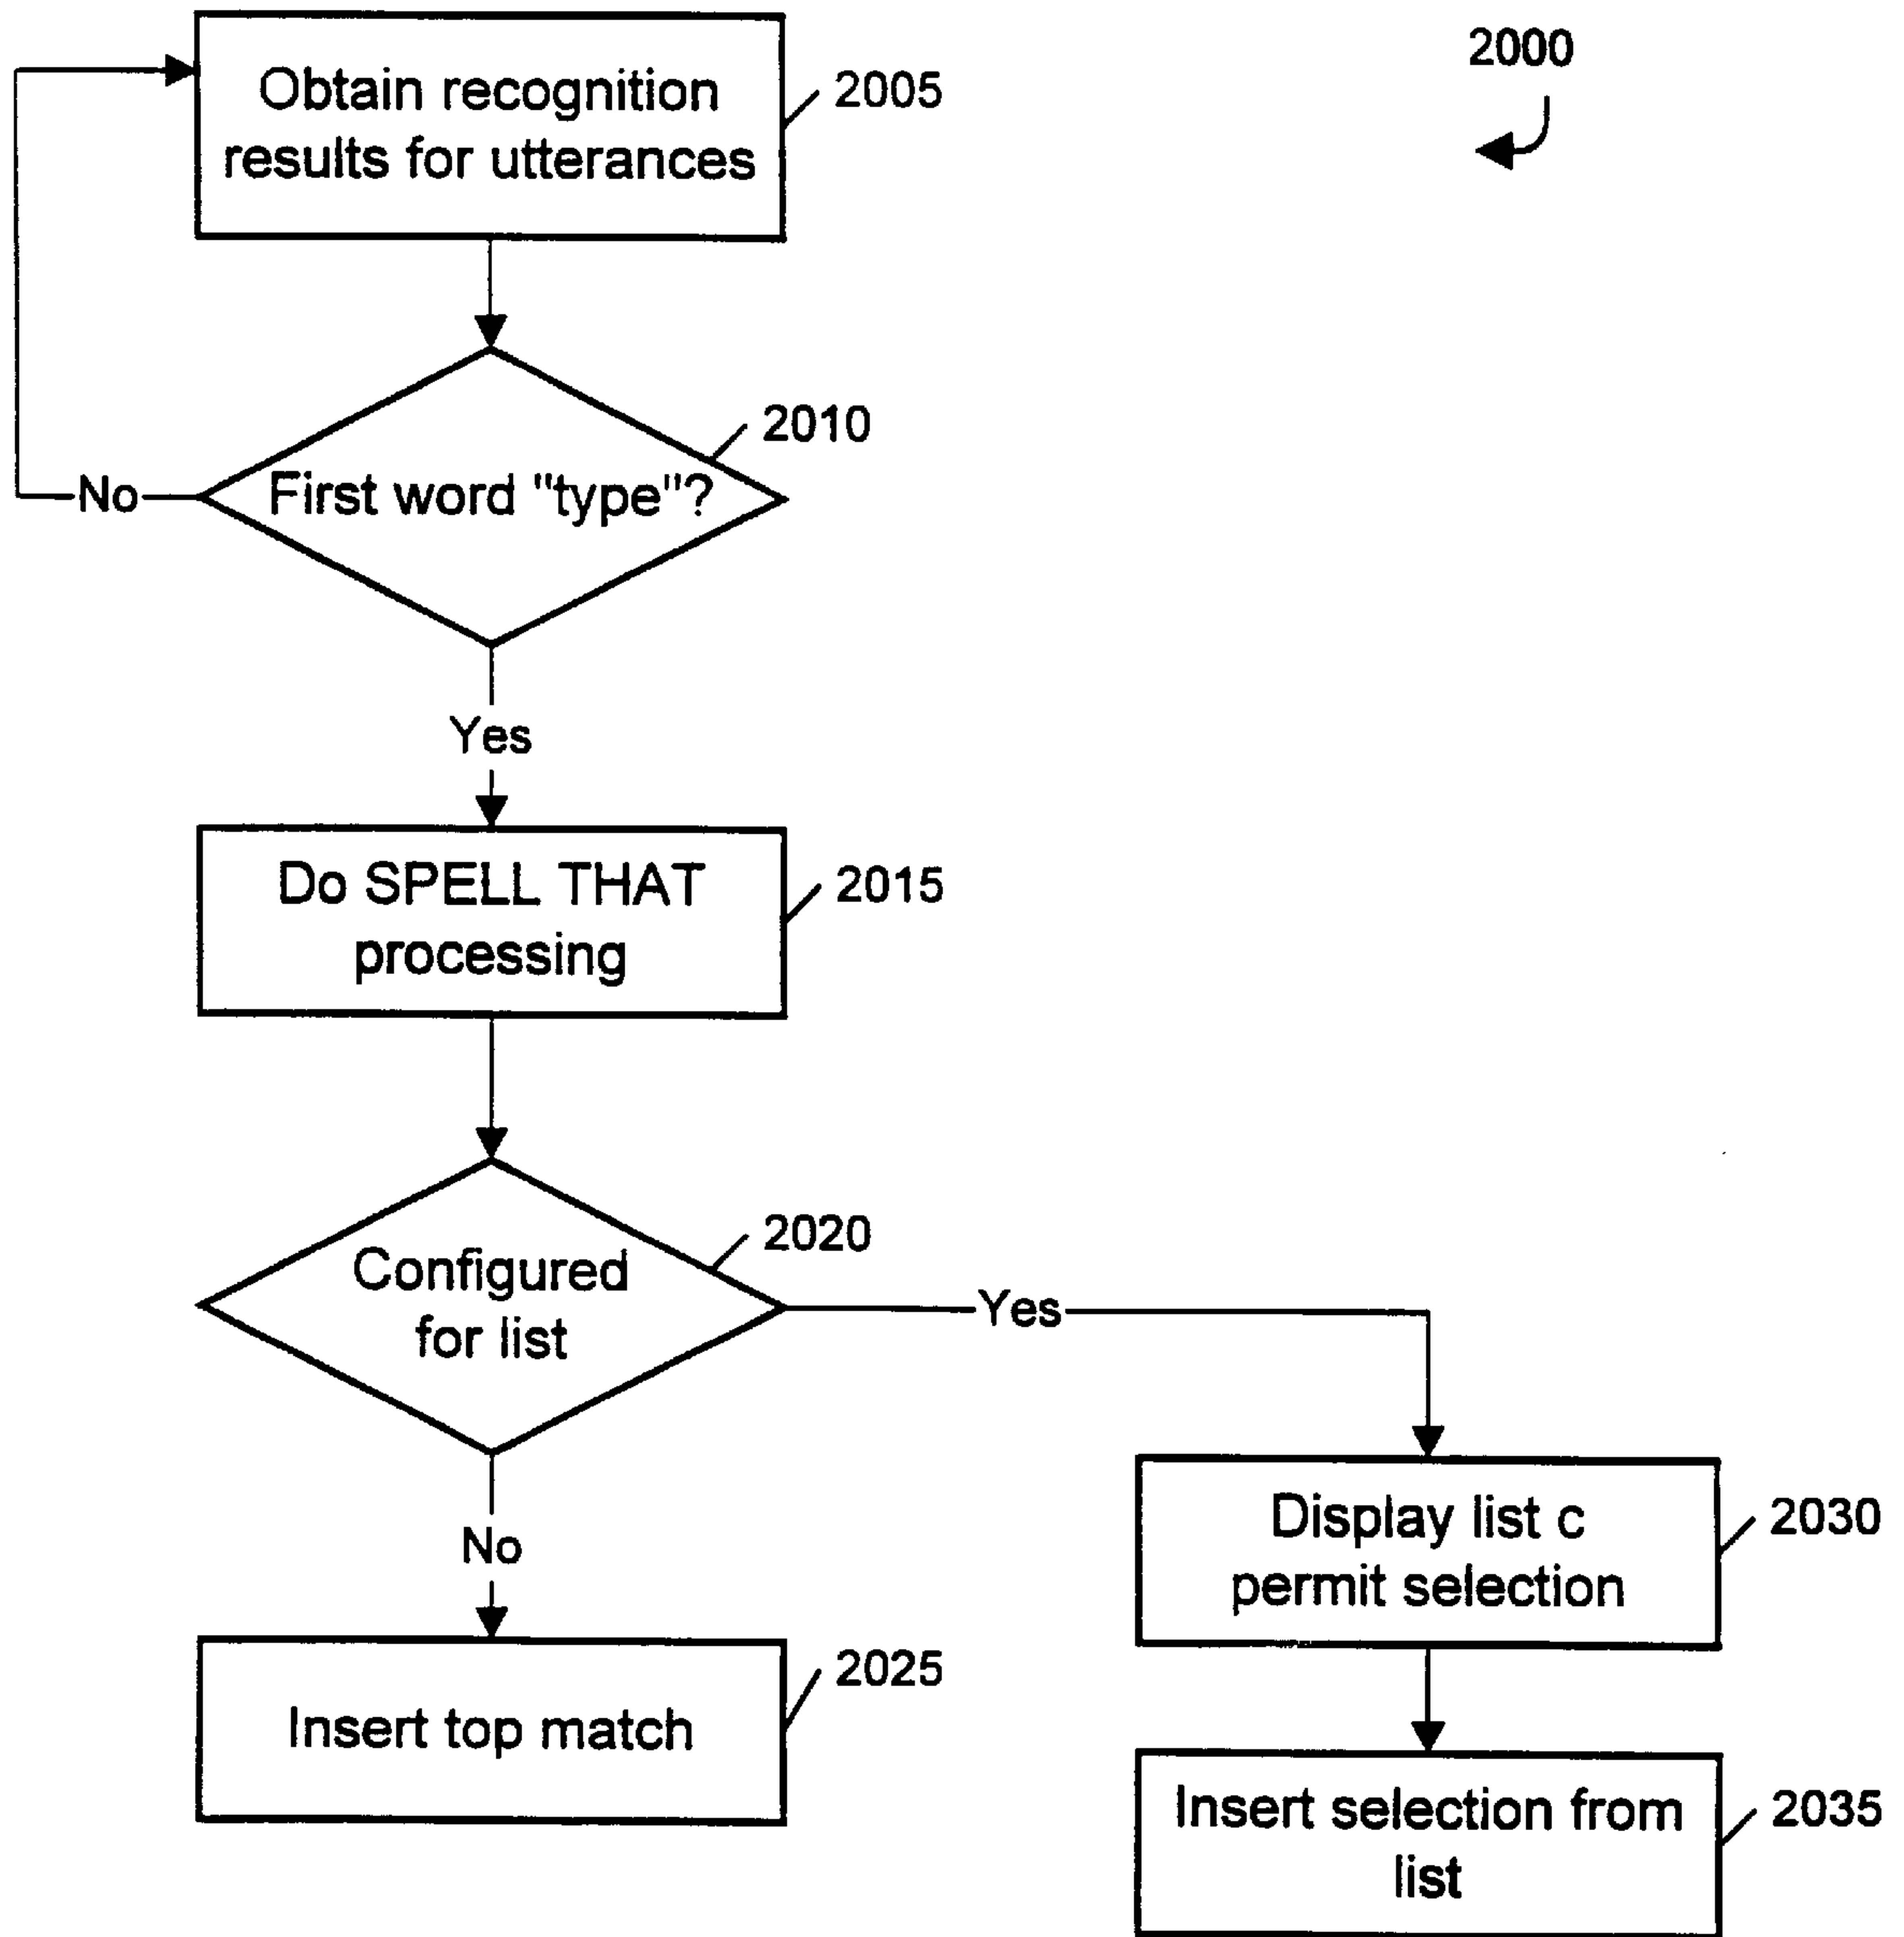 2000
Obtain recognition
results for utterances
2005
2010
First word "type"?
No
Yes
Do SPELL THAT
processing
2015
2020
Configured
for list
Yes
No
Display list c
permit selection
2030
Insert top match
2025
Insert selection from
list
2035